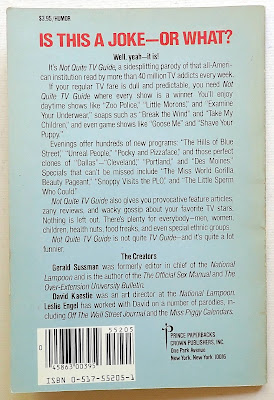 $3.95/HUMOR
IS THIS A JOKE—OR WHAT?
Well, yeah—it is!
It's Not Quite TV Guide, a sidesplitting parody of that all-Amer-
ican institution read by more than 40 million TV addicts every week.
If your regular TV fare is dull and predictable, you need Not
Quite TV Guide where every show is a winner. You'll enjoy
daytime shows like "Zoo Police," "Little Morons," and "Examine
Your Underwear," soaps such as "Break the Wind" and "Take My
Children," and even game shows like "Goose Me" and "Shave Your
Puppy."
Evenings offer hundreds of new programs: "The Hills of Blue
Street," "Unreal People," "Pocky and Pizzaface," and those perfect
clones of "Dallas"—"Cleveland," "Portland," and "Des Moines."
Specials that can't be missed include "The Miss World Gorilla
Beauty Pageant," "Snoppy Visits the PLO," and "The Little Sperm
Who Could."
Not Quite TV Guide also gives you provocative feature articles,
zany reviews, and wacky gossip about your favorite TV stars.
Nothing is left out. There's plenty for everybody—men, women,
children, health nuts, food freaks, and even special ethnic groups.
Not Quite TV Guide is not quite TV Guide—and it's quite a lot
funnier.
The Creators
Gerald Sussman was formerly editor in chief of the National
Lampoon and is the author of The Official Sex Manual and The
Over-Extension University Bulletin.
David Kaestle was an art director at the National Lampoon.
Leslie Engel has worked with David on a number of parodies, in-
cluding Off The Wall Street Journal and the Miss Piggy Calendars.
55205
0
45863 00395
ISBN 0-517-55205-1
PRINCE PAPERBACKS
CROWN PUBLISHERS, INC.
One Park Avenue
New York, New York 10016